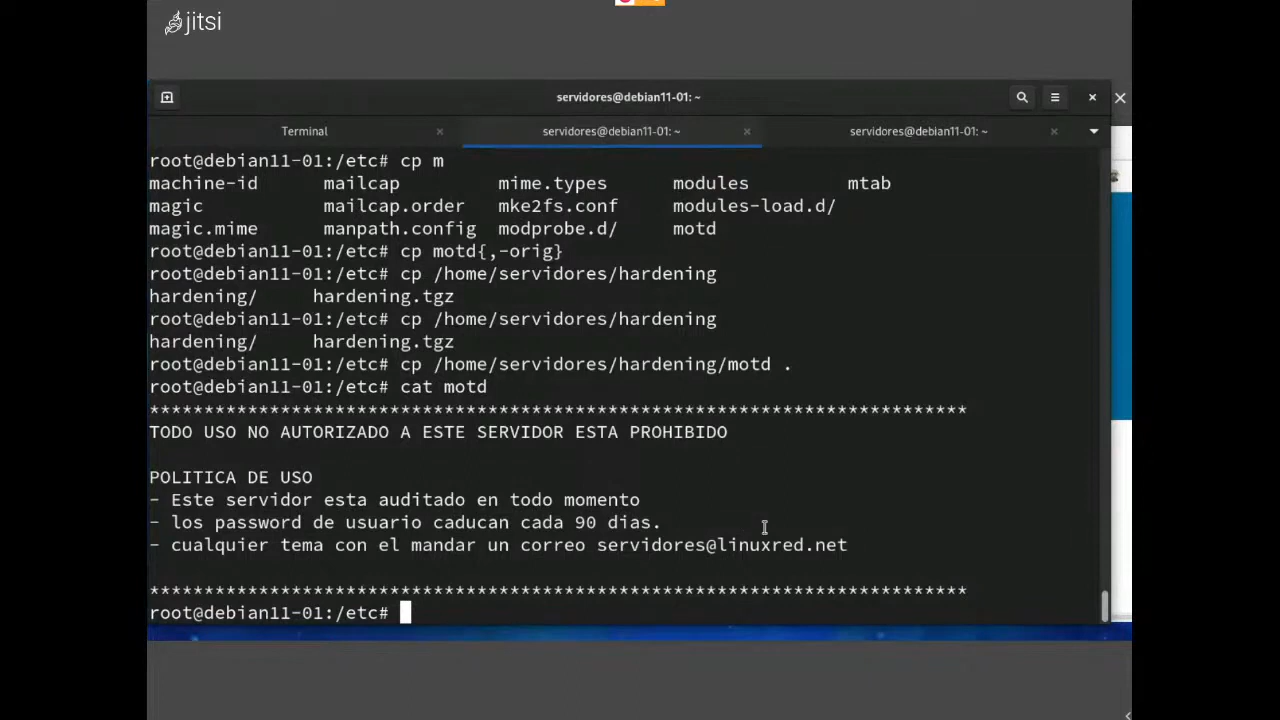 jitsi
servidores@debian11-01: ~
Terminal
servidores@debian11-01: ~
servidores@debian11-01: ~
root@debian11-01:/etc# cp m
machine-id mailcap mime.types modules mtab
magic mailcap.order mke2fs.conf modules-load.d/
magic.mime manpath.config modprobe.d/ motd
root@debian11-01:/etc# cp motd{,-orig}
root@debian11-01:/etc# cp /home/servidores/hardening
hardening/ hardening.tgz
root@debian11-01:/etc# cp /home/servidores/hardening
hardening/ hardening.tgz
root@debian11-01:/etc# cp /home/servidores/hardening/motd .
root@debian11-01:/etc# cat motd
***************************************************************************
TODO USO NO AUTORIZADO A ESTE SERVIDOR ESTA PROHIBIDO
POLITICA DE USO
- Este servidor esta auditado en todo momento
- los password de usuario caducan cada 90 dias.
- cualquier tema con el mandar un correo servidores@linuxred.net
***************************************************************************
root@debian11-01:/etc#